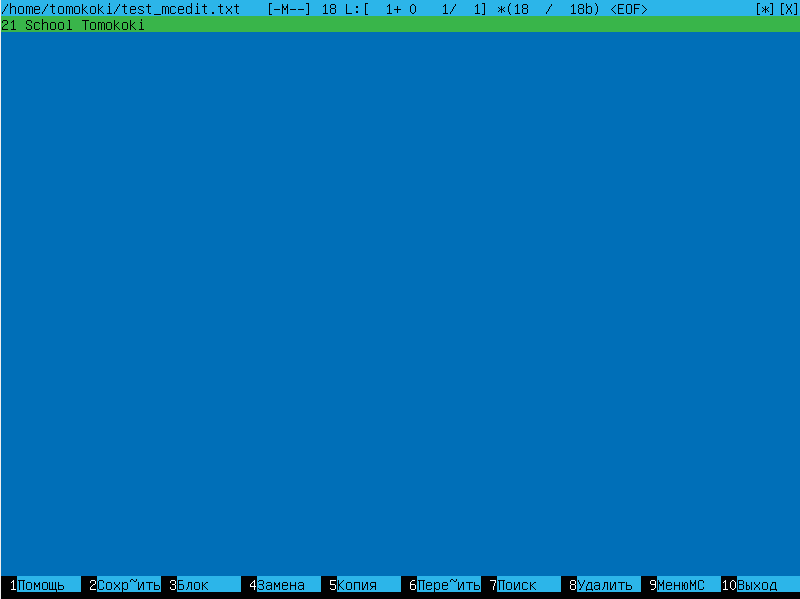 /home/tomokoki/test_mcedit.txt   [-M--] 18 L:[  1+ 0   1/  1] *(18  /  18b) <EOF>              [*][X]
21 School Tomokoki
1Помощь  2Сохр~ить 3Блок     4Замена   5Копия    6Пере~ить 7Поиск    8Удалить  9МенюMC  10Выход